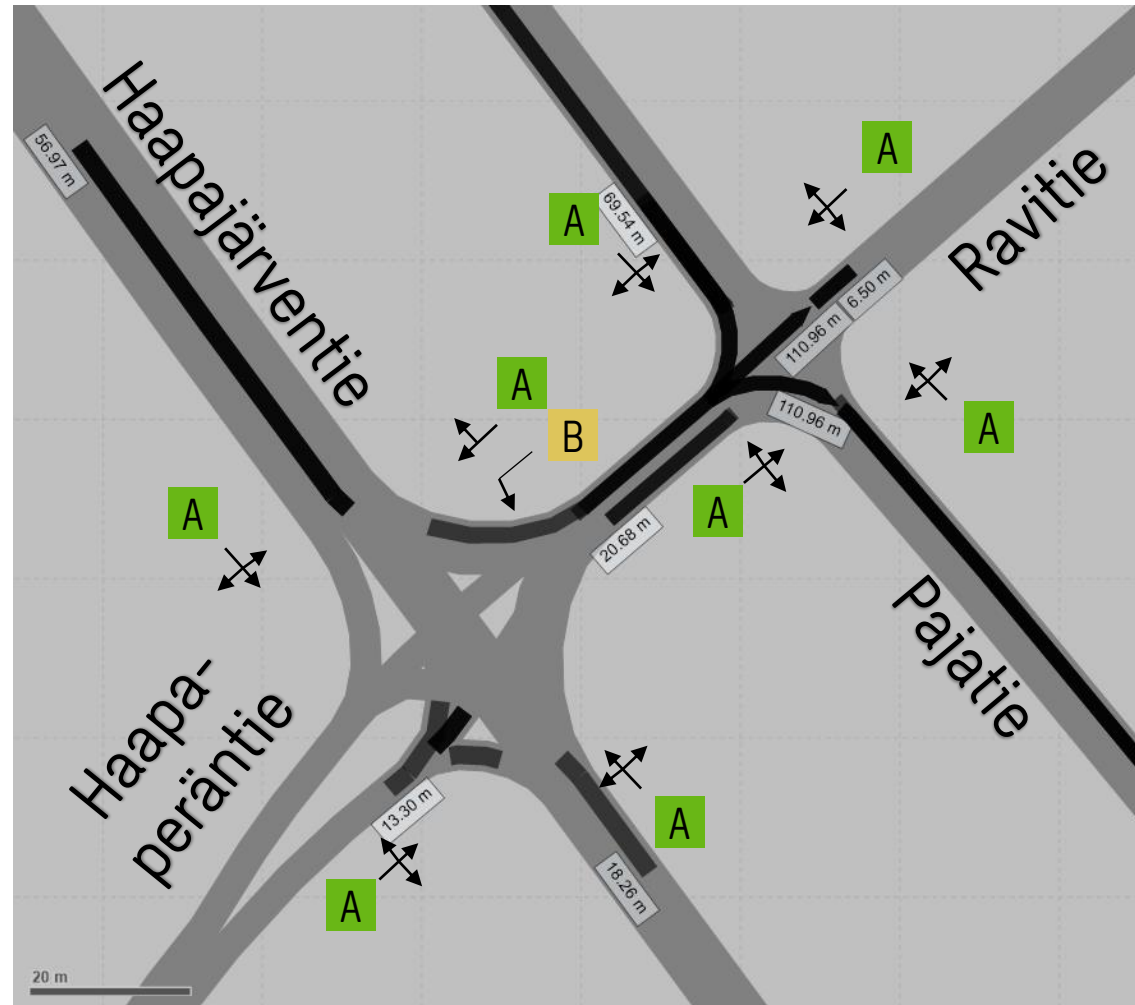 Haapajärventie
56.97 m
A
Ravitie
A
69.54 m
6.50 m
110.96 m
A
B
110.96 m
A
A
A
20.68 m
Pajatie
Haapa-
peräntie
13.30 m
A
18.26 m
A
20 m